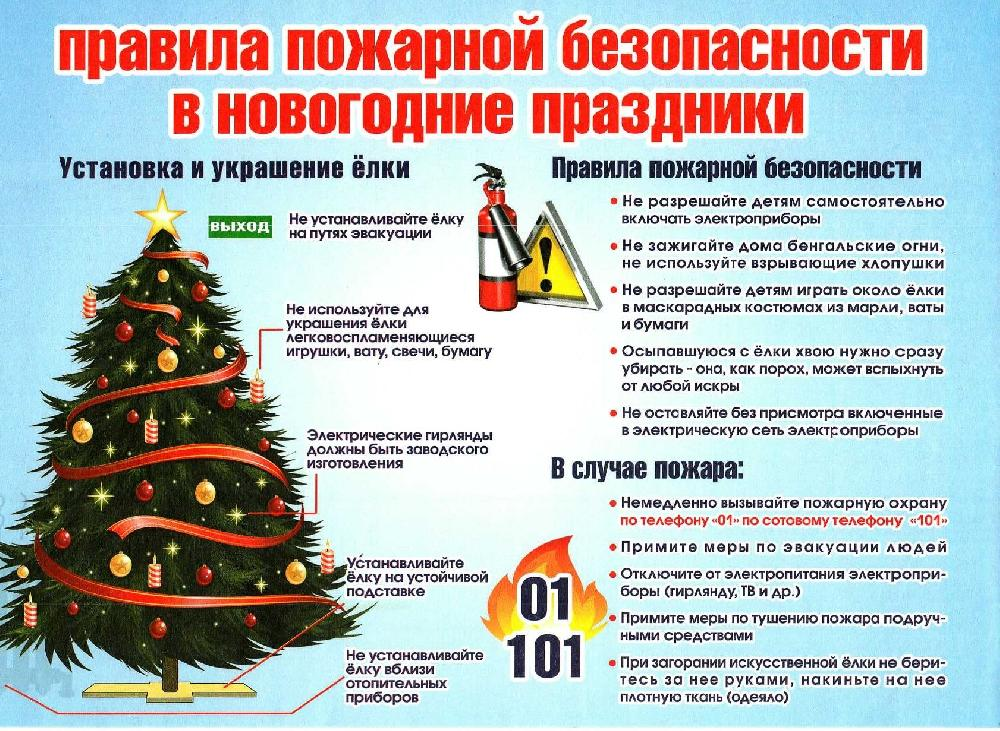 правила пожарной безопасности
в новогодние праздники
Установка и украшение ёлки
ВЫХОД
Не устанавливайте ёлку
на путях эвакуации
Не используйте для
украшения ёлки
легковоспламеняющиеся
игрушки, вату, свечи, бумагу
Электрические гирлянды
должны быть заводского
изготовления
Устанавливайте
ёлку на устойчивой
подставке
Не устанавливайте
ёлку вблизи
отопительных
приборов
Правила пожарной безопасности
• Не разрешайте детям самостоятельно
включать электроприборы
• Не зажигайте дома бенгальские огни,
не используйте взрывающие хлопушки
• Не разрешайте детям играть около ёлки
в маскарадных костюмах из марли, ваты
и бумаги
• Осыпавшуюся с ёлки хвою нужно сразу
убирать - она, как порох, может вспыхнуть
от любой искры
• Не оставляйте без присмотра включенные
в электрическую сеть электроприборы
В случае пожара:
• Немедленно вызывайте пожарную охрану
по телефону «01» по сотовому телефону «101»
• Примите меры по эвакуации людей
• Отключите от электропитания электропри-
боры (гирлянду, ТВ и др.)
• Примите меры по тушению пожара подруч-
ными средствами
• При загорании искусственной ёлки не бери-
тесь за нее руками, накиньте на нее
плотную ткань (одеяло)
01
101